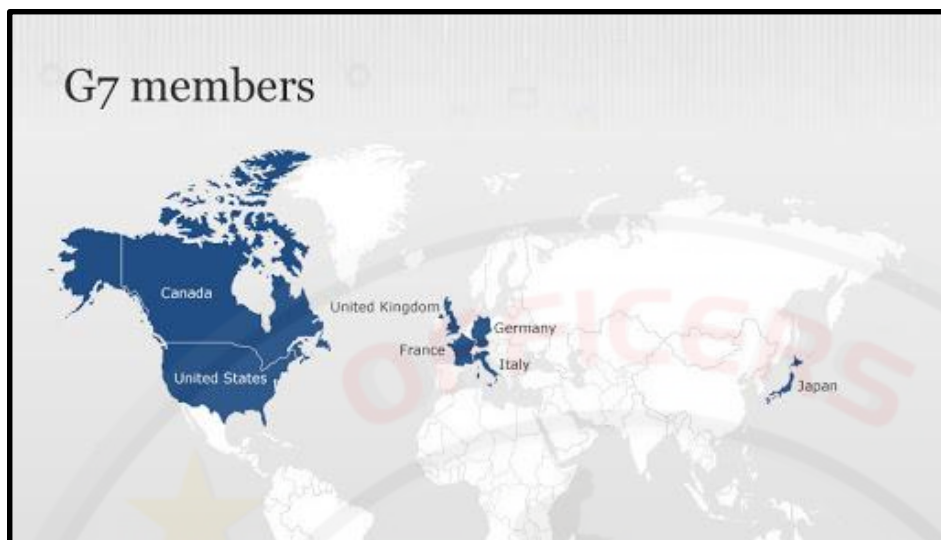 G7 members
Canada
United Kingdom
Germany
France
Italy
United States
Japan
OFFICERS